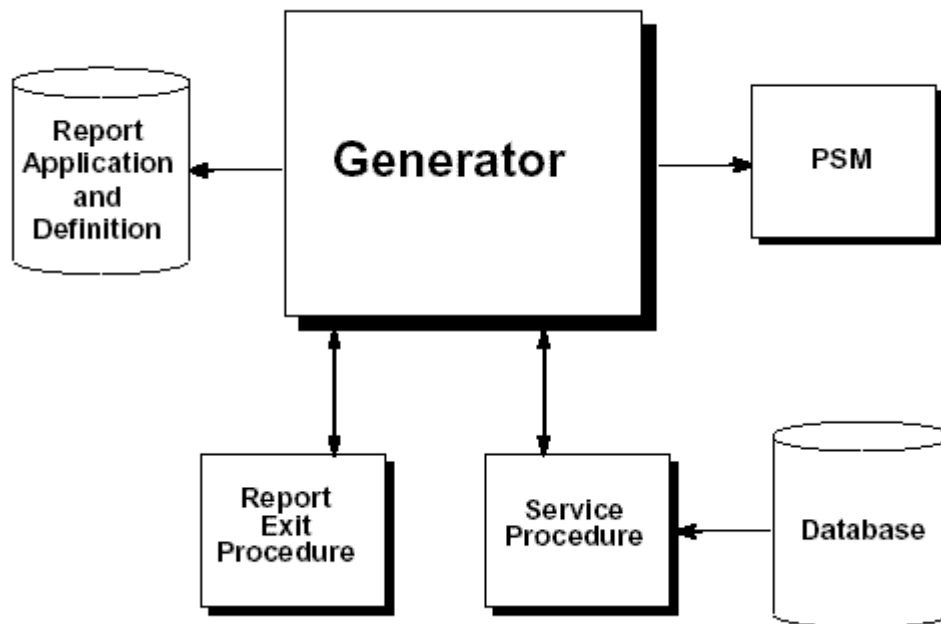 Report
Application
and
Definition
Generator
PSM
Report
Exit
Procedure
Service
Procedure
Database